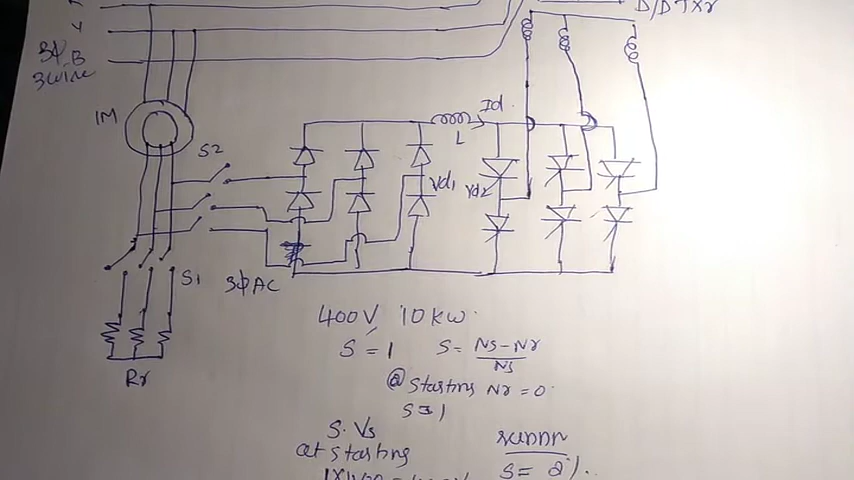 D/D Txr
Y
3ϕ, B
3wire
IM
S2
Id
L
Vd1
Vd2
S1
3ϕAC
Rr
400V, 10kw.
S = 1 S = Ns-Nr
Ns
@ Starting Nr = 0
S = 1
S. Vs
at starting
S = 2%.